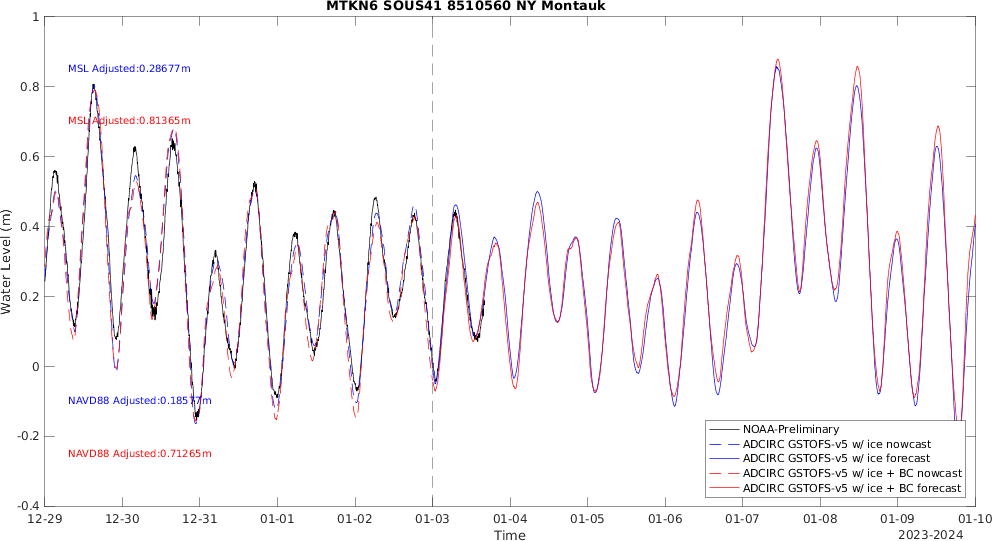 MTKN6 SOUS41 8510560 NY Montauk
1
0.8
0.6
0.4
0.2
0
-0.2
-0.4
Water Level (m)
MSL Adjusted:0.28677m
MSL Adjusted:0.81365m
NAVD88 Adjusted:0.18577m
NAVD88 Adjusted:0.71265m
NOAA-Preliminary
ADCIRC GSTOFS-v5 w/ ice nowcast
ADCIRC GSTOFS-v5 w/ ice forecast
ADCIRC GSTOFS-v5 w/ ice + BC nowcast
ADCIRC GSTOFS-v5 w/ ice + BC forecast
12-29 12-30 12-31 01-01 01-02 01-03 01-04 01-05 01-06 01-07 01-08 01-09 01-10
Time
2023-2024